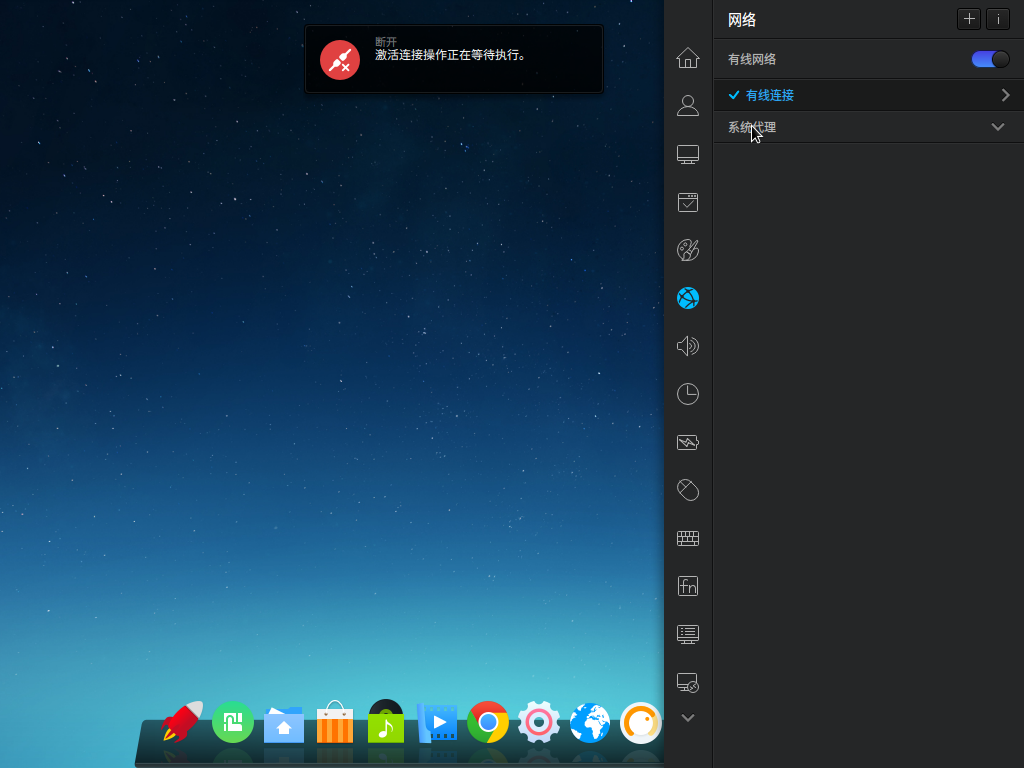 断开
激活连接操作正在等待执行。
网络
有线网络
有线连接
系统代理
fn